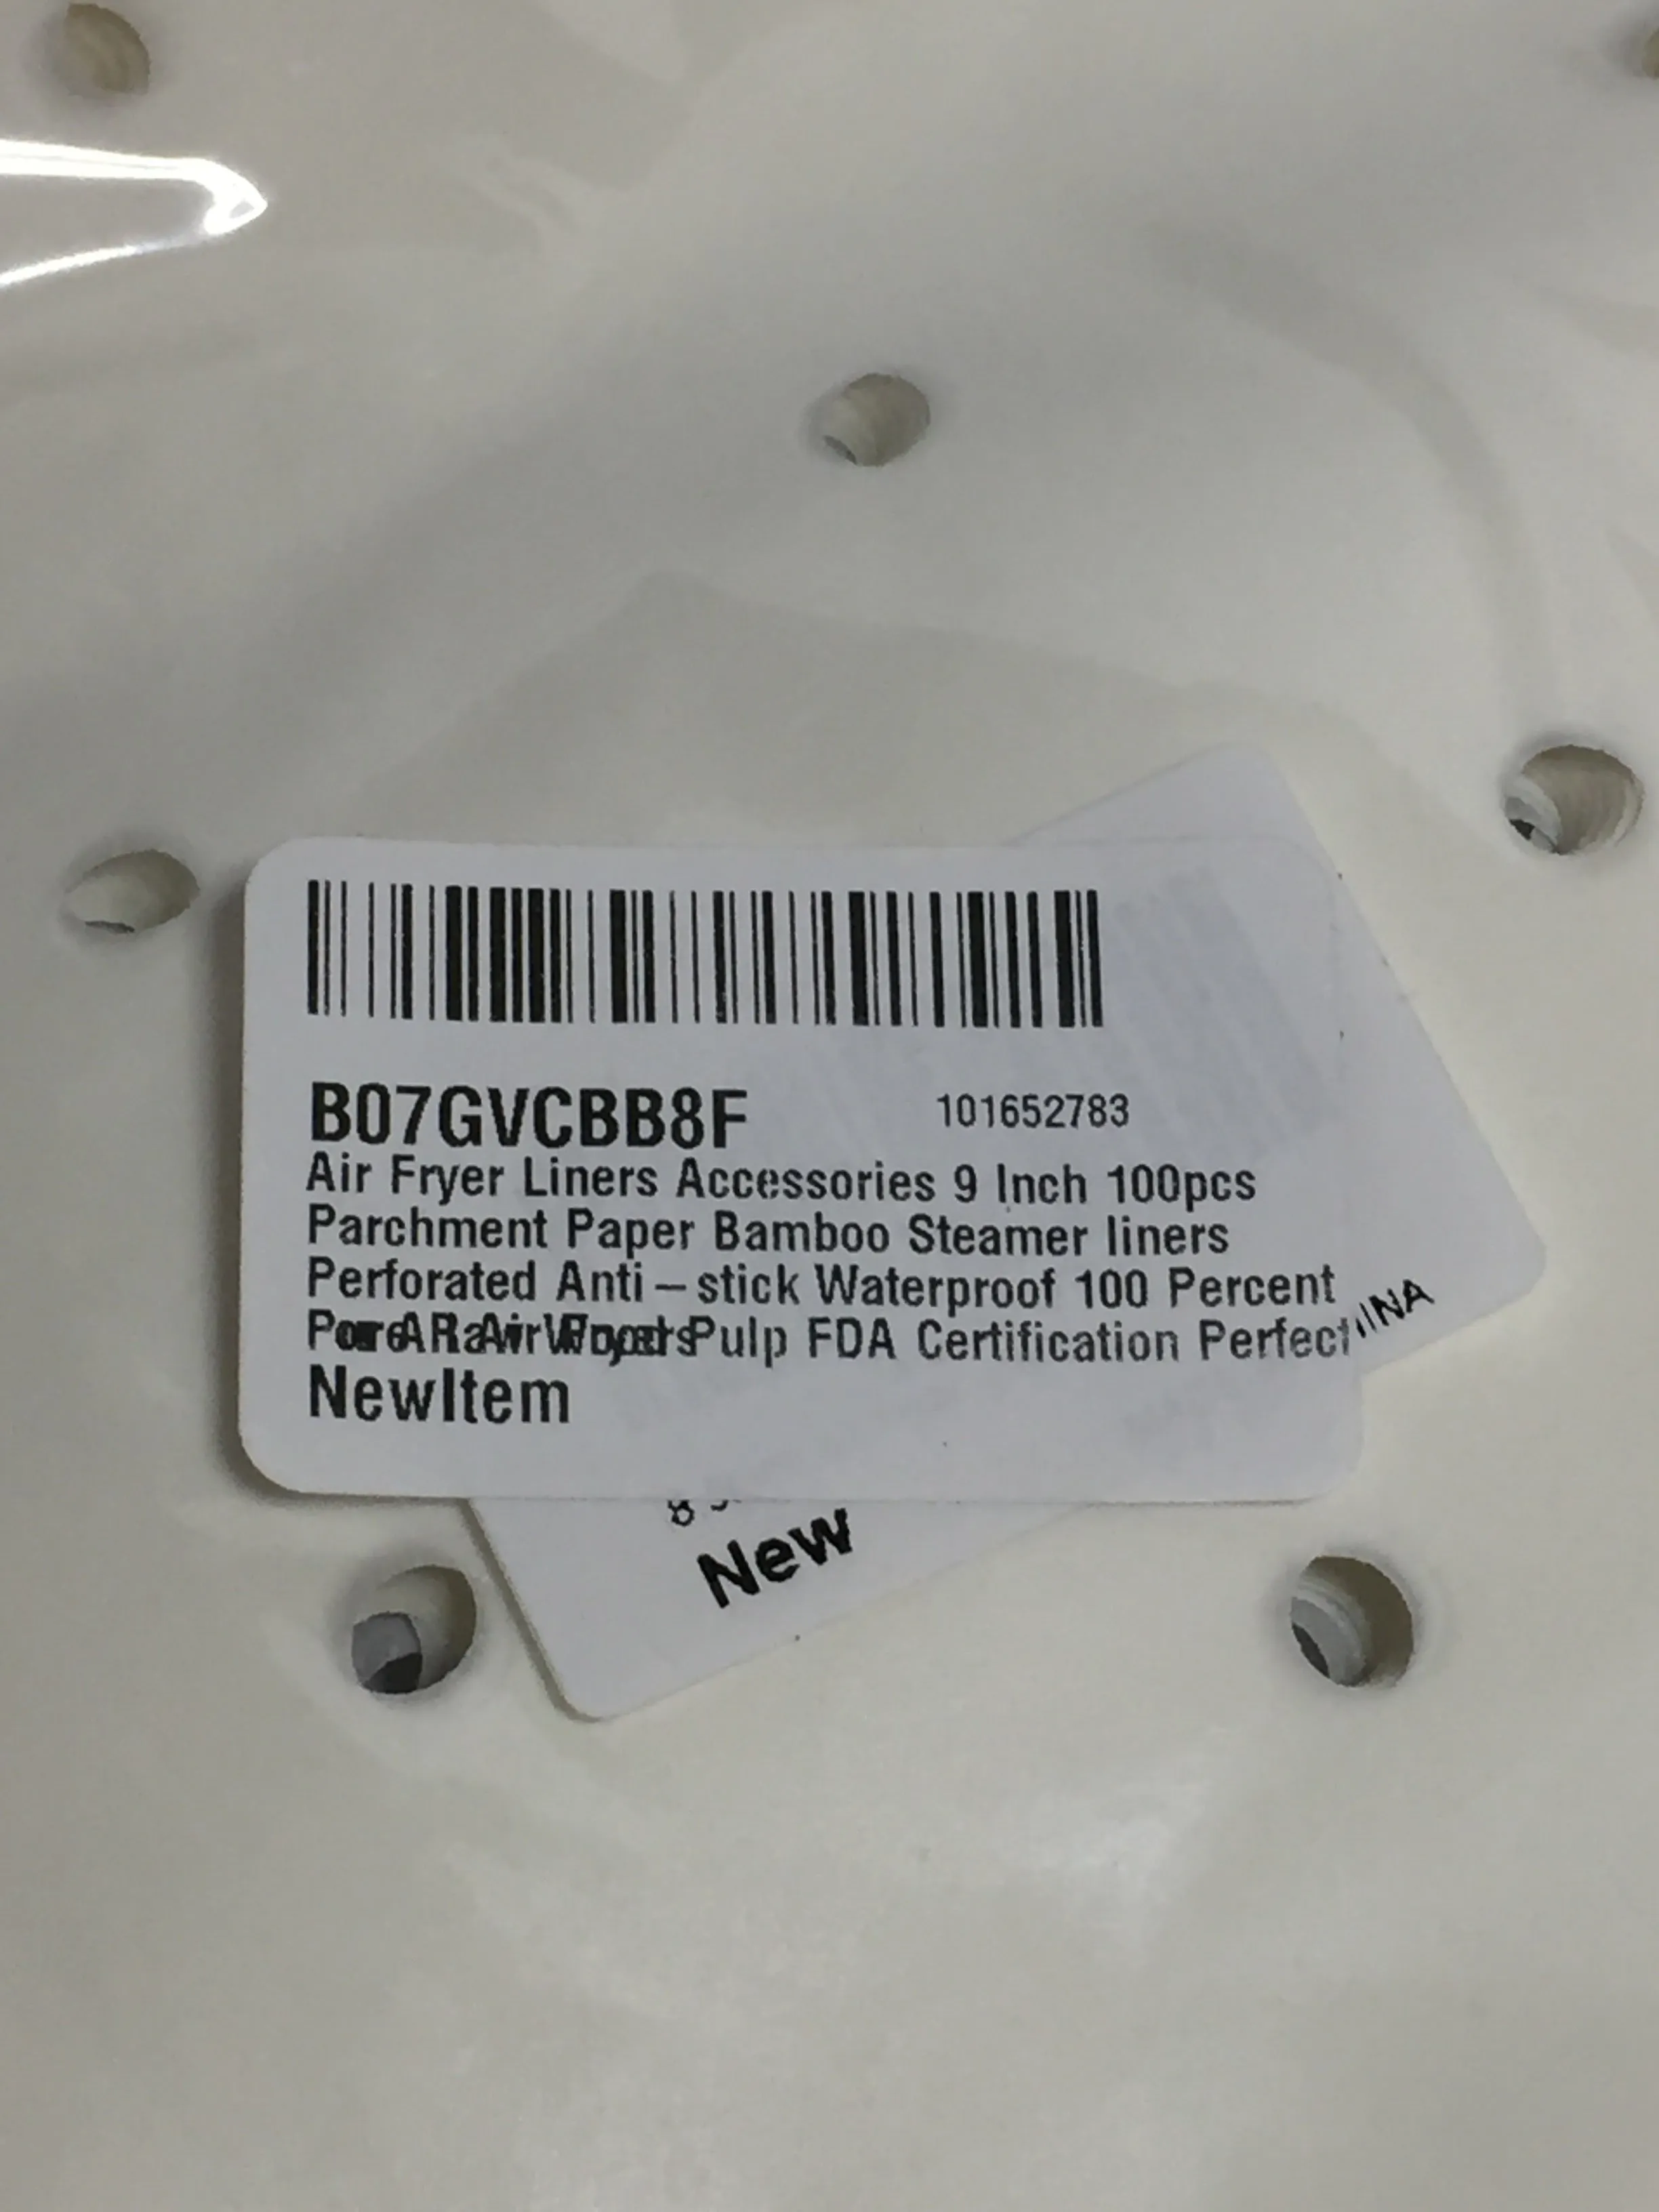 B07GVCBB8F 101652783
Air Fryer Liners Accessories 9 Inch 100pcs
Parchment Paper Bamboo Steamer liners
Perforated Anti-stick Waterproof 100 Percent
Pulp FDA Certification Perfect
NewItem
New